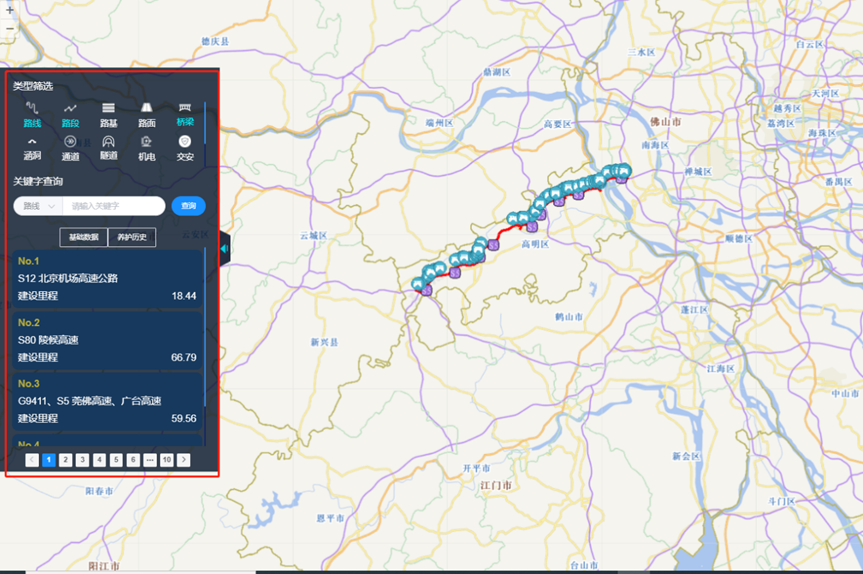 +
−
类型筛选
路线 路段 路基 路面 桥梁
涵洞 通道 隧道 机电 交安
关键字查询
路线 请输入关键字 查询
基础数据 养护历史
No.1
S12 北京机场高速公路
建设里程 18.44
No.2
S80 陵候高速
建设里程 66.79
No.3
G9411、S5 莞佛高速、广台高速
建设里程 59.56
No.4
1 2 3 4 5 6 ••• 10
德庆县
三水区
白云区
鼎湖区
天河区
越秀区
瑞州区
高要区
佛山市
荔湾区
海珠区
南海区
禅城区
番禺区
云安区
云城区
高明区
顺德区
鹤山市
蓬江区
新兴县
江海区
中山市
新会区
开平市
江门市
阳春市
斗门区
恩平市
台山市
阳江市